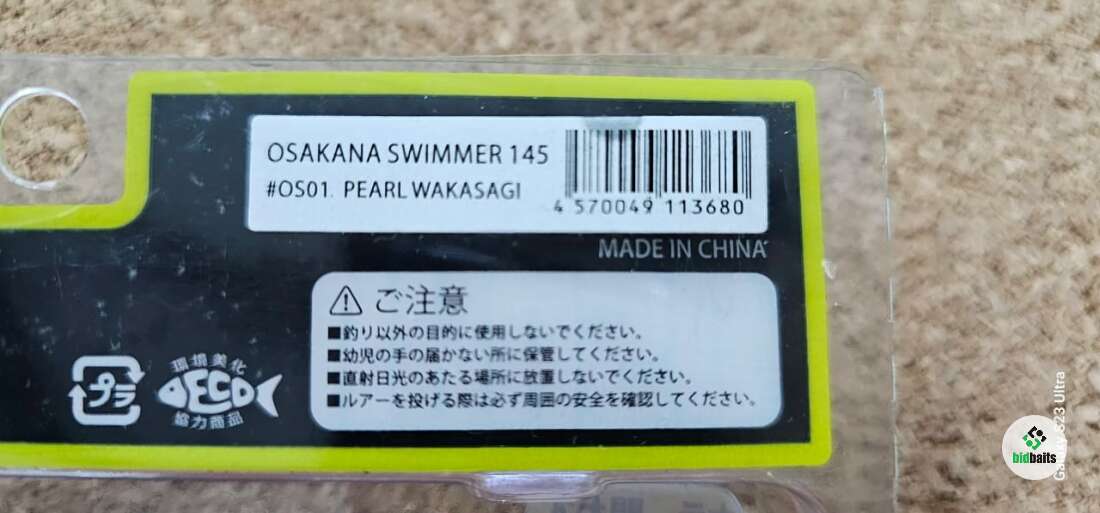 OSAKANA SWIMMER 145
#OS01. PEARL WAKASAGI
4 570049 113680
MADE IN CHINA
ご注意
■釣り以外の目的に使用しないでください。
■幼児の手の届かない所に保管してください。
■直射日光のあたる場所に放置しないでください。
■ルアーを投げる際は必ず周囲の安全を確認してください。
プラ
環境美化
ECO
協力商品
bidbaits
Galaxy S23 Ultra